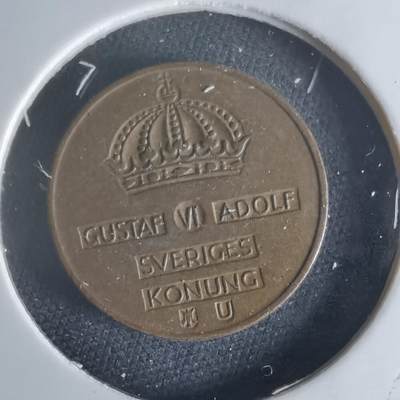 GUSTAF VI ADOLF
SVERIGES
KONUNG
U